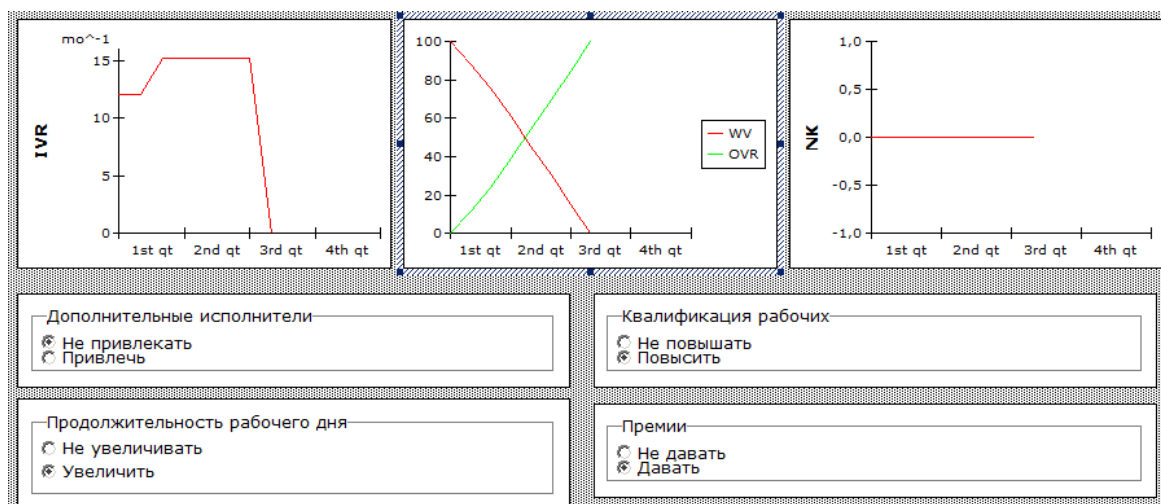 mo^-1
15
10
5
0
IVR
1st qt 2nd qt 3rd qt 4th qt
100
80
60
40
20
0
WV
OVR
1st qt 2nd qt 3rd qt 4th qt
1,0
0,5
0,0
-0,5
-1,0
NK
1st qt 2nd qt 3rd qt 4th qt
Дополнительные исполнители
Не привлекать
Привлечь
Квалификация рабочих
Не повышать
Повысить
Продолжительность рабочего дня
Не увеличивать
Увеличить
Премии
Не давать
Давать